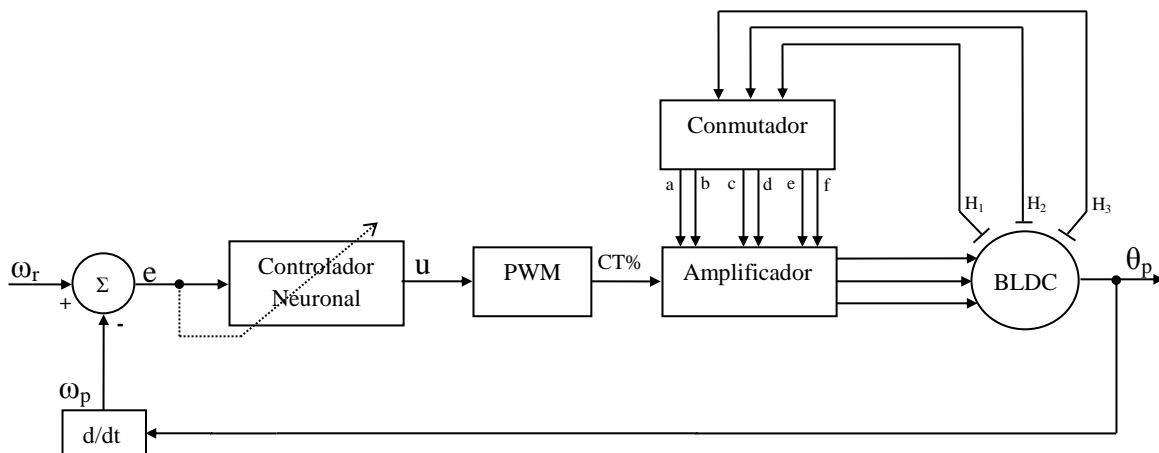 Conmutador
a b c d e f
H₁ H₂ H₃
ωᵣ
+
Σ
-
e
Controlador
Neuronal
u
PWM
CT%
Amplificador
BLDC
θₚ
ωₚ
d/dt